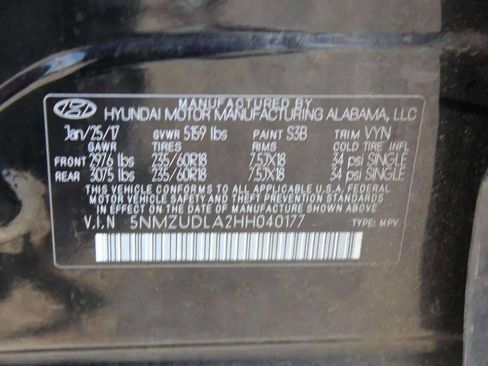 MANUFACTURED BY
HYUNDAI MOTOR MANUFACTURING ALABAMA, LLC
Jan/25/17 GVWR 5159 lbs PAINT S3B TRIM VYN
GAWR TIRES RIMS COLD TIRE INFL.
FRONT 2976 lbs 235/60R18 7.5JX18 34 psi SINGLE
REAR 3075 lbs 235/60R18 7.5JX18 34 psi SINGLE
THIS VEHICLE CONFORMS TO ALL APPLICABLE U.S.A. FEDERAL
MOTOR VEHICLE SAFETY STANDARDS IN EFFECT ON THE
DATE OF MANUFACTURE SHOWN ABOVE.
V.I.N 5NMZUDLA2HH040177 TYPE: MPV